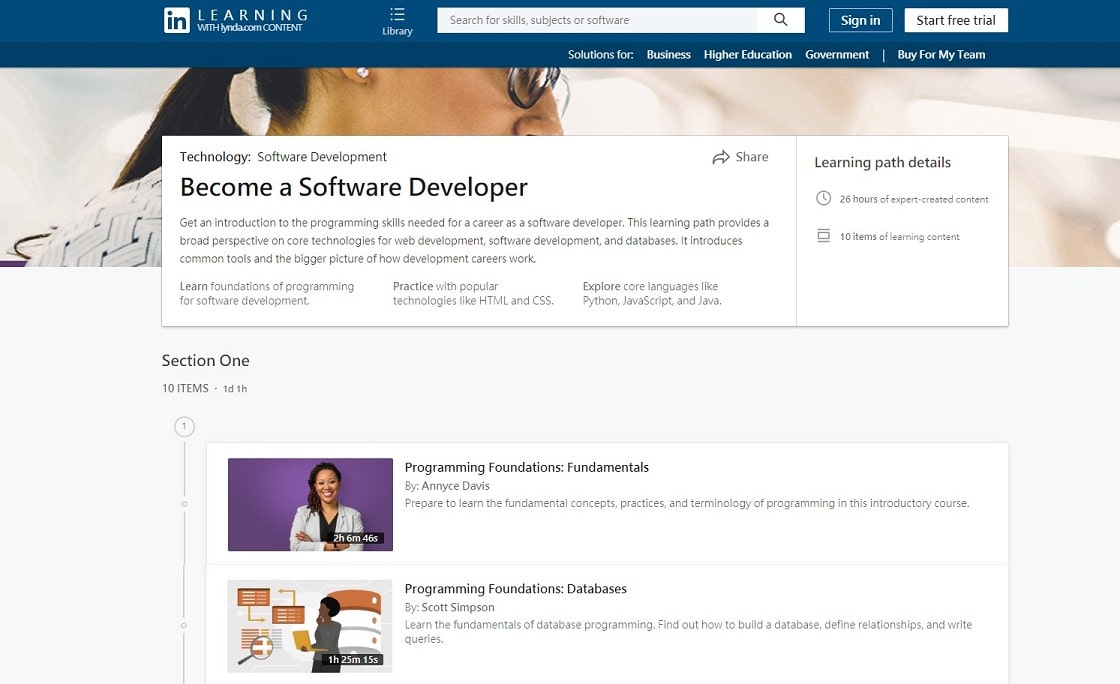 in LEARNING
WITH lynda.com CONTENT
Library
Search for skills, subjects or software
Sign in
Start free trial
Solutions for: Business Higher Education Government | Buy For My Team
Technology: Software Development
Share
Become a Software Developer
Get an introduction to the programming skills needed for a career as a software developer. This learning path provides a
broad perspective on core technologies for web development, software development, and databases. It introduces
common tools and the bigger picture of how development careers work.
Learn foundations of programming
for software development.
Practice with popular
technologies like HTML and CSS.
Explore core languages like
Python, JavaScript, and Java.
Learning path details
26 hours of expert-created content
10 items of learning content
Section One
10 ITEMS · 1d 1h
1
2h 6m 46s
Programming Foundations: Fundamentals
By: Annyce Davis
Prepare to learn the fundamental concepts, practices, and terminology of programming in this introductory course.
1h 25m 15s
Programming Foundations: Databases
By: Scott Simpson
Learn the fundamentals of database programming. Find out how to build a database, define relationships, and write
queries.